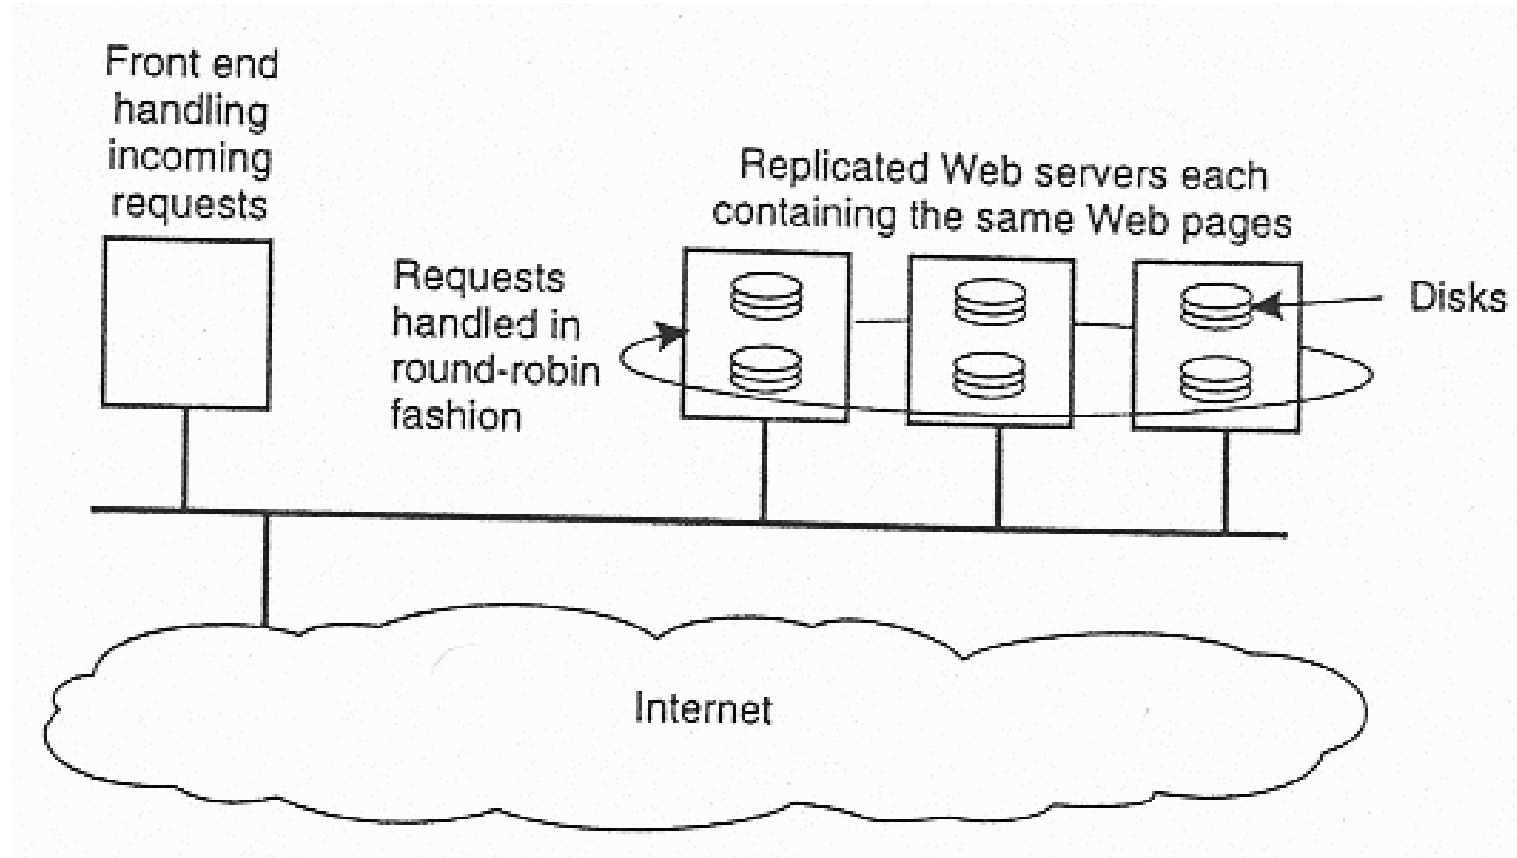 Front end
handling
incoming
requests
Replicated Web servers each
containing the same Web pages
Requests
handled in
round-robin
fashion
Disks
Internet